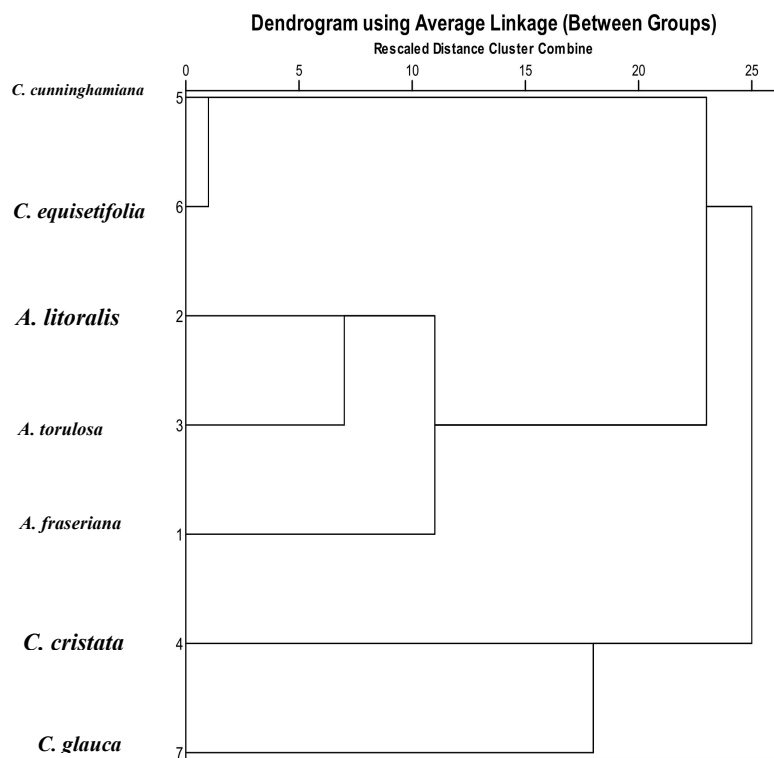 Dendrogram using Average Linkage (Between Groups)
Rescaled Distance Cluster Combine
0 5 10 15 20 25
C. cunninghamiana 5
C. equisetifolia 6
A. litoralis 2
A. torulosa 3
A. fraseriana 1
C. cristata 4
C. glauca 7